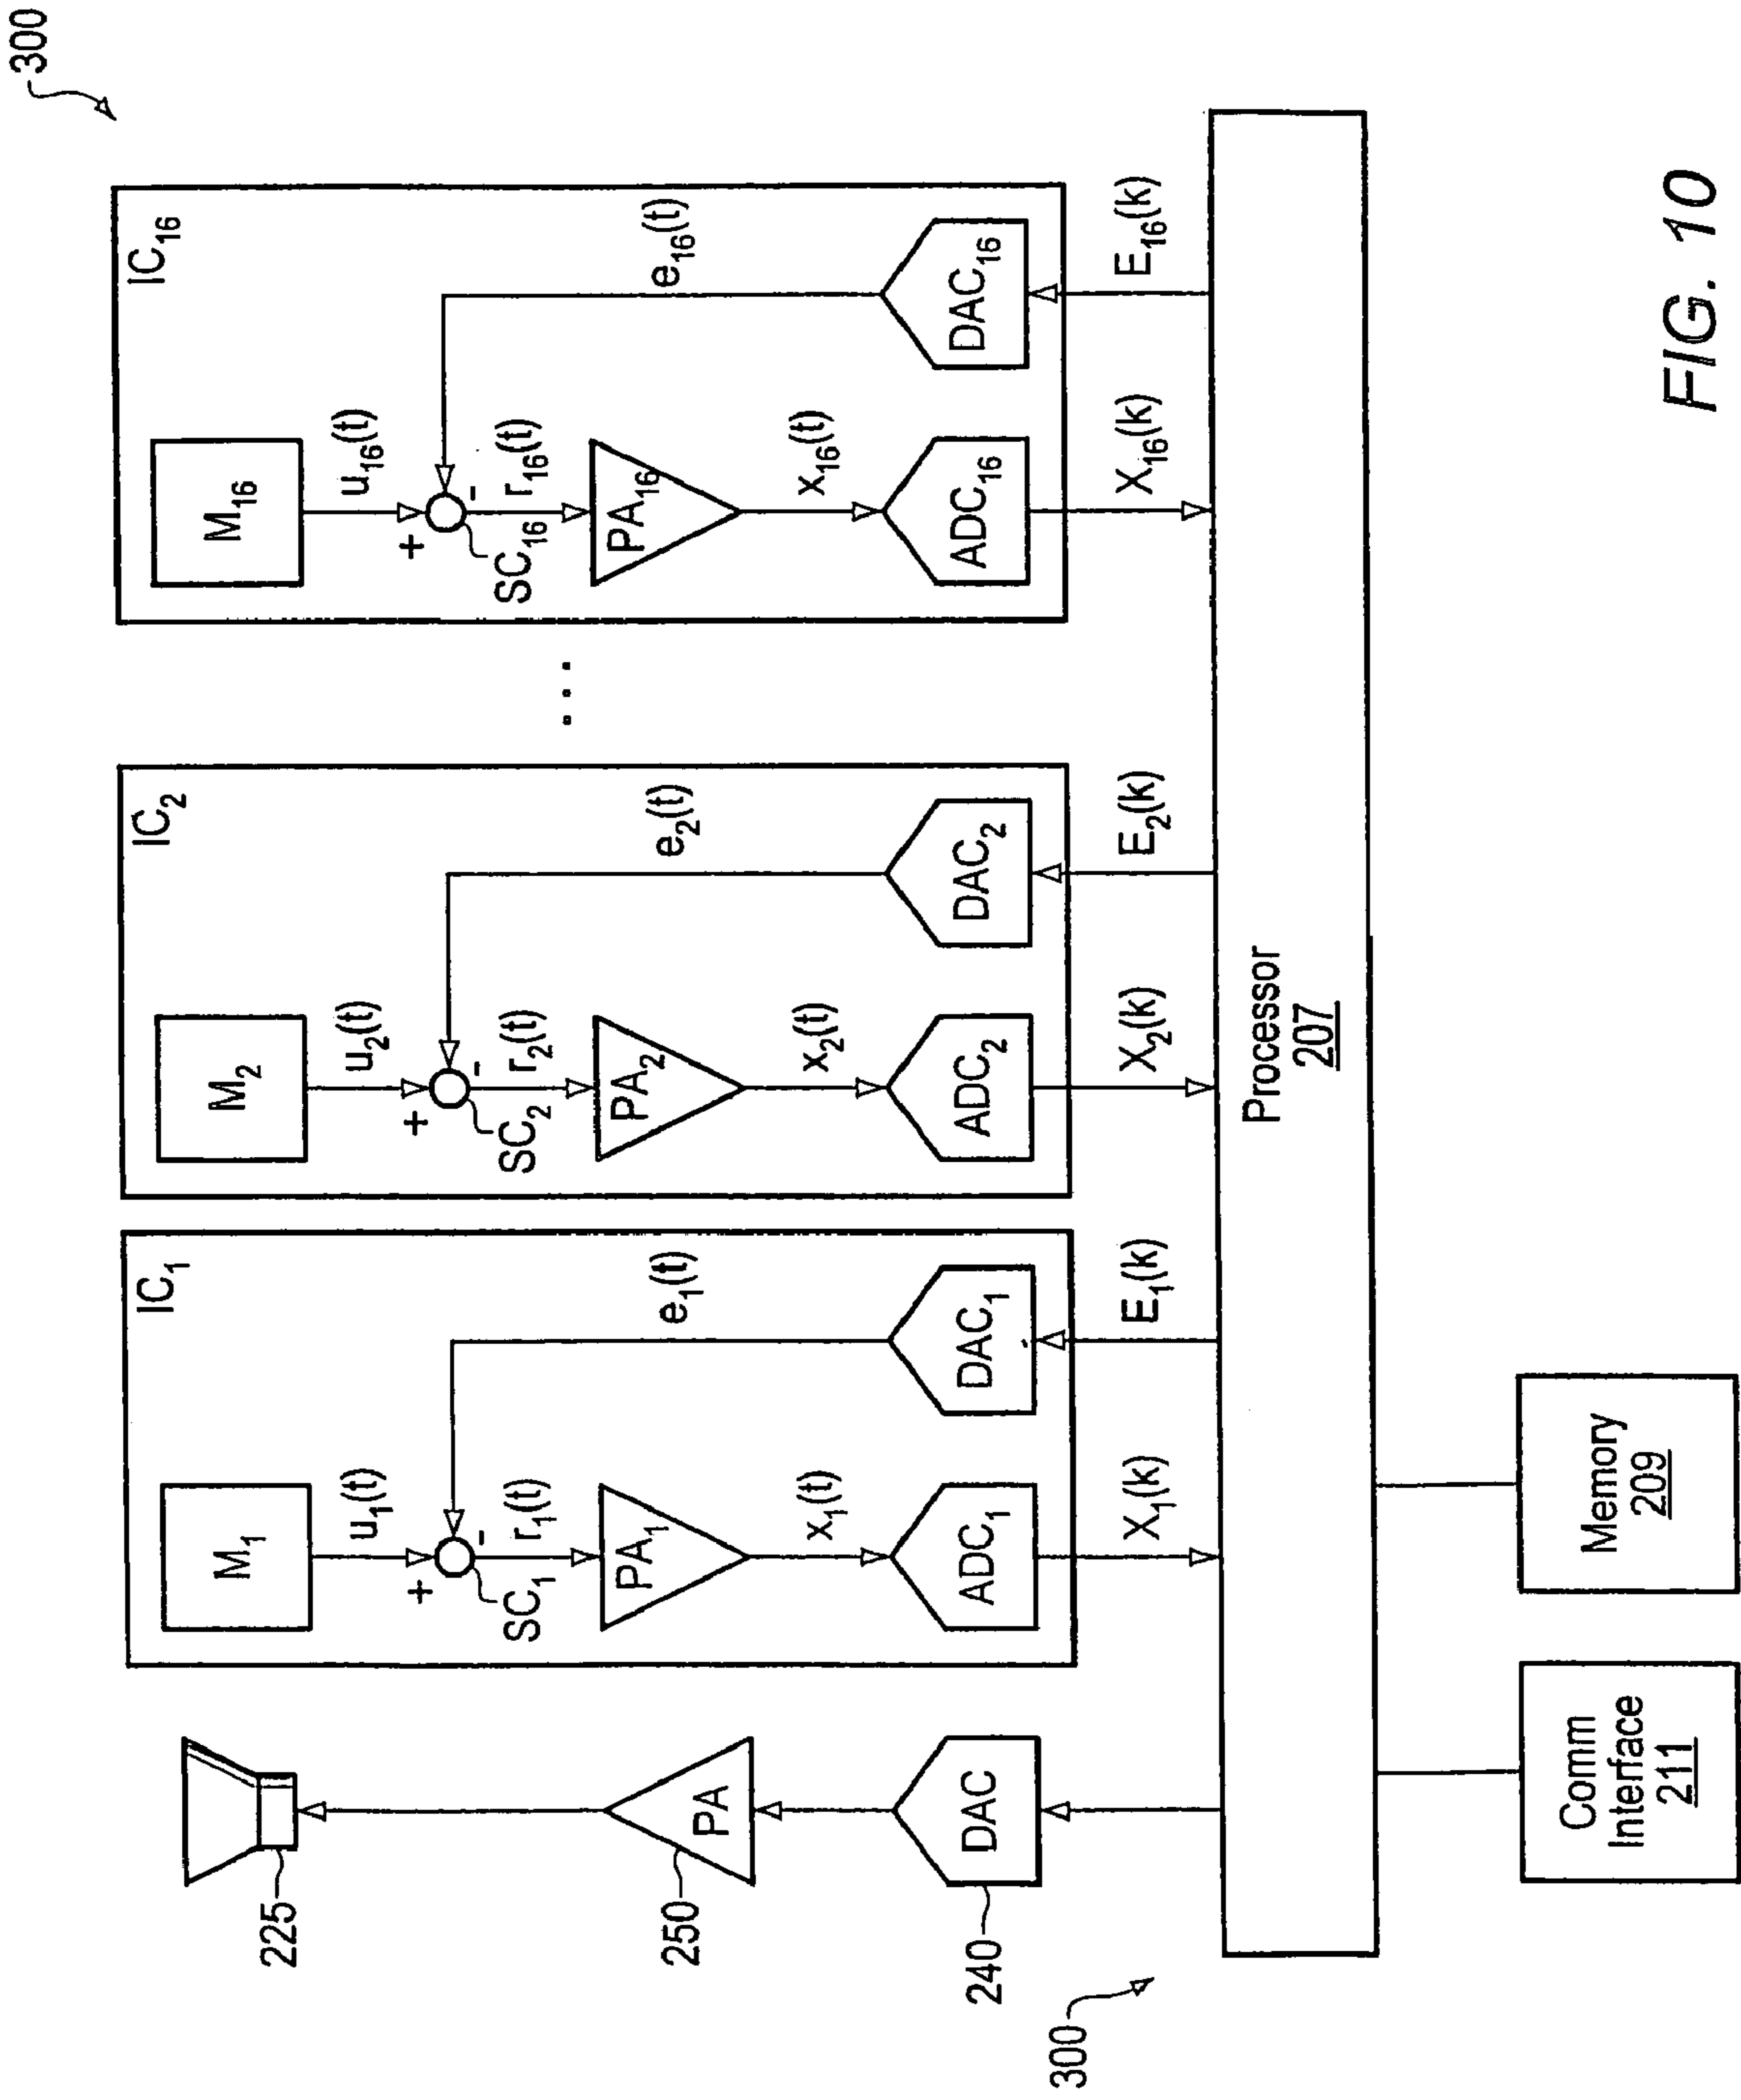 300
IC₁₆
M₁₆
u₁₆(t)
e₁₆(t)
+
-
SC₁₆
r₁₆(t)
PA₁₆
x₁₆(t)
ADC₁₆
DAC₁₆
X₁₆(k)
E₁₆(k)
...
IC₂
M₂
u₂(t)
e₂(t)
+
-
SC₂
r₂(t)
PA₂
x₂(t)
ADC₂
DAC₂
X₂(k)
E₂(k)
IC₁
M₁
u₁(t)
e₁(t)
+
-
SC₁
r₁(t)
PA₁
x₁(t)
ADC₁
DAC₁
X₁(k)
E₁(k)
225
PA
250
DAC
240
300
Processor
207
Memory
209
Comm
Interface
211
FIG. 10